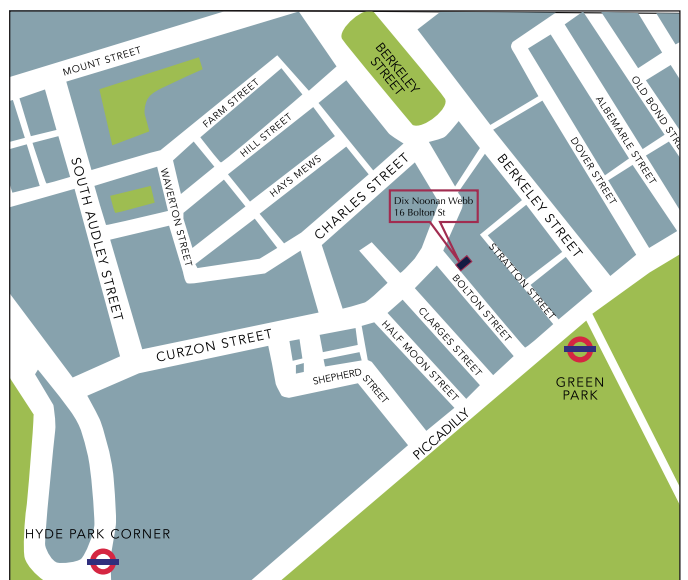 MOUNT STREET
BERKELEY
STREET
FARM STREET
HILL STREET
HAYS MEWS
WAVERTON STREET
SOUTH AUDLEY STREET
CHARLES STREET
BERKELEY STREET
OLD BOND STRE
ALBEMARLE STREET
DOVER STREET
Dix Noonan Webb
16 Bolton St
STRATTON STREET
BOLTON STREET
CLARGES STREET
HALF MOON STREET
CURZON STREET
SHEPHERD
STREET
PICCADILLY
GREEN
PARK
HYDE PARK CORNER